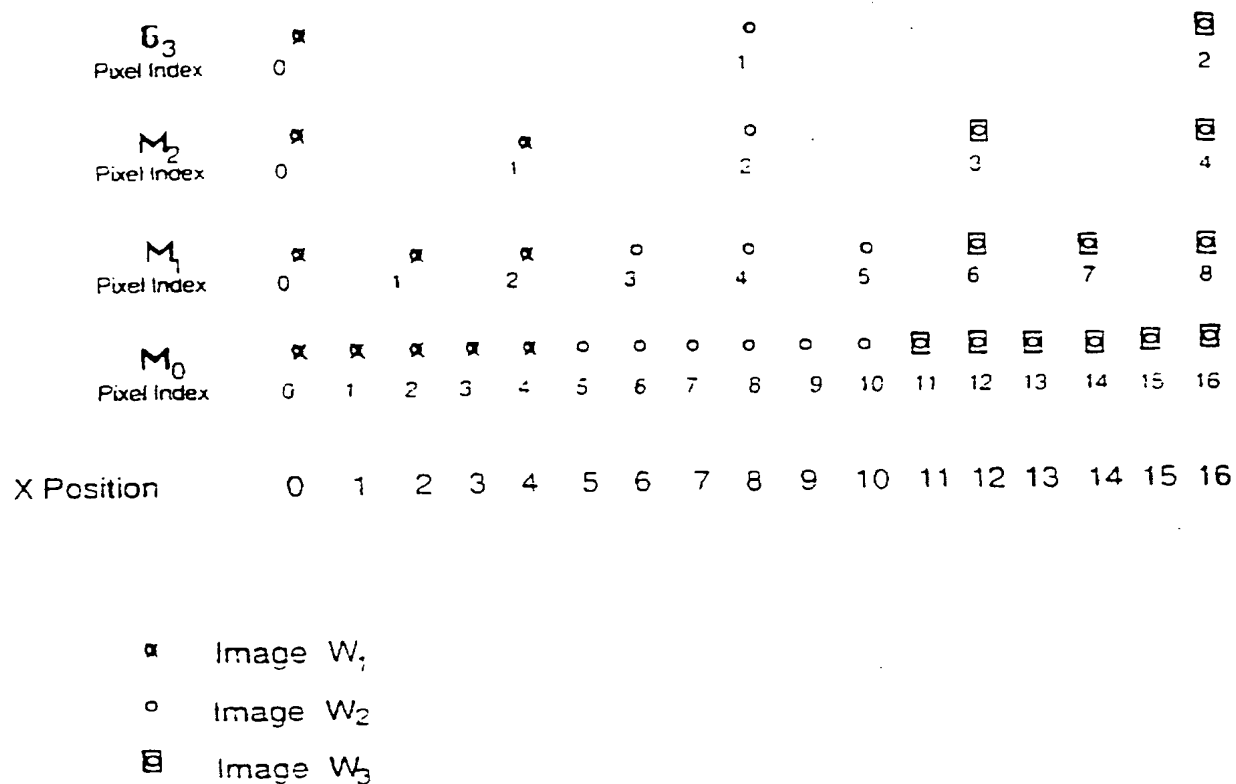 G3
Pixel Index 0 1 2
M2
Pixel Index 0 1 2 3 4
M1
Pixel Index 0 1 2 3 4 5 6 7 8
M0
Pixel Index 0 1 2 3 4 5 6 7 8 9 10 11 12 13 14 15 16
X Position 0 1 2 3 4 5 6 7 8 9 10 11 12 13 14 15 16
Image W1
Image W2
Image W3